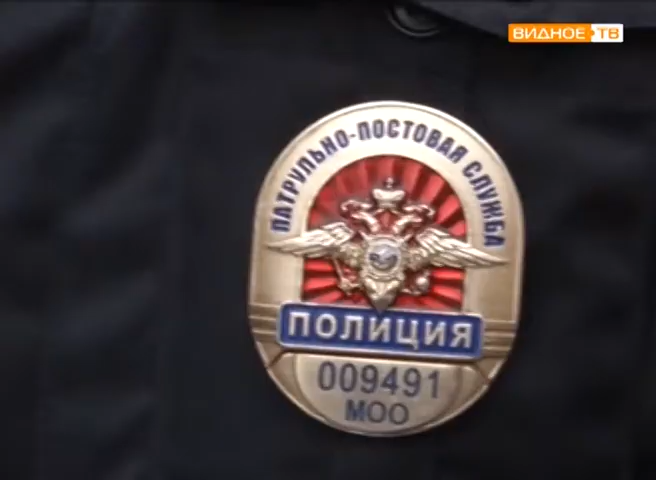 ВИДНОЕ ТВ
ПАТРУЛЬНО-ПОСТОВАЯ СЛУЖБА
ПОЛИЦИЯ
009491
МОО